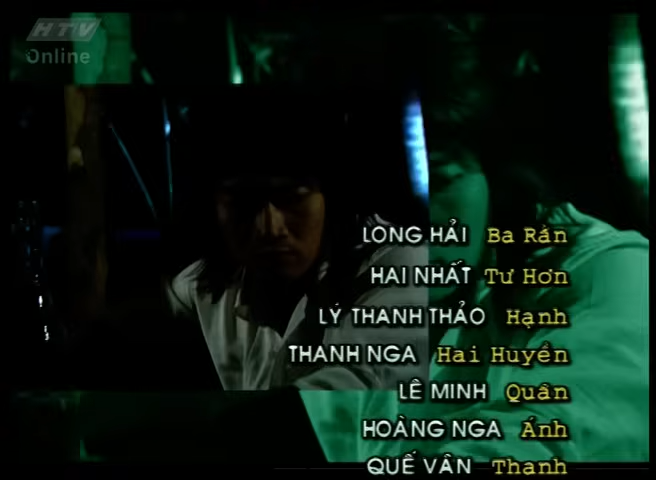 HTV
Online
LONG HẢI Ba Rắn
HAI NHẤT Tư Hơn
LÝ THANH THẢO Hạnh
THANH NGA Hai Huyền
LÊ MINH Quân
HOÀNG NGA Ánh
QUẾ VÂN Thanh